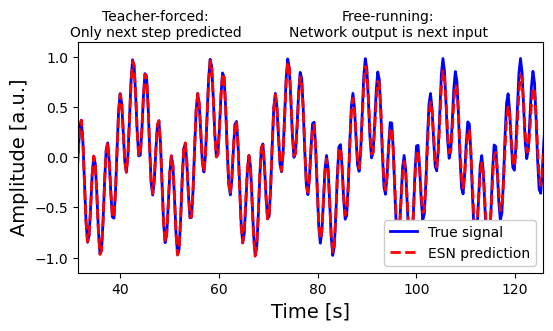 Teacher-forced:
Only next step predicted
Free-running:
Network output is next input
1.0
0.5
0.0
−0.5
−1.0
Amplitude [a.u.]
True signal
ESN prediction
40
60
80
100
120
Time [s]